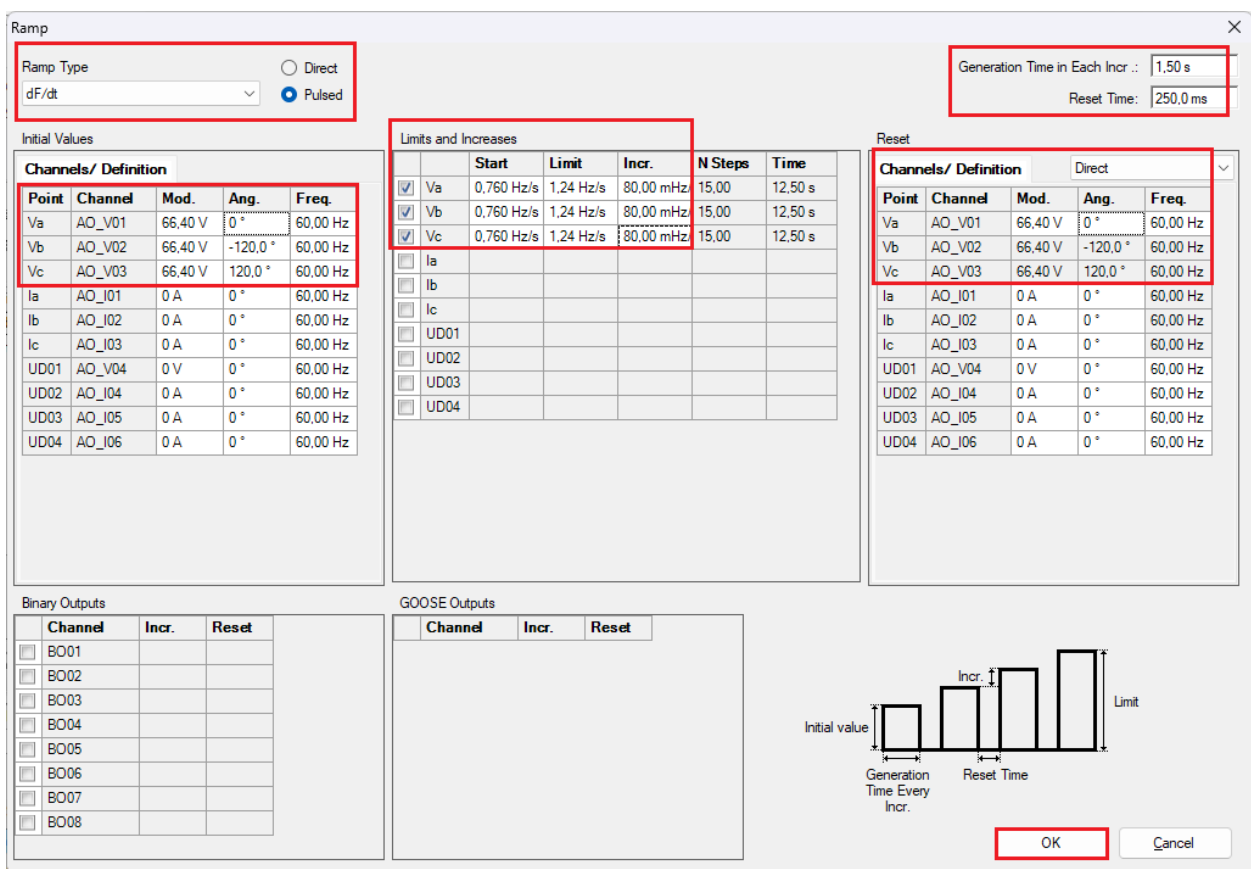 Ramp
Ramp Type
Direct
dF/dt
Pulsed
Generation Time in Each Incr .: 1,50 s
Reset Time: 250,0 ms
Initial Values
Channels/ Definition
Point Channel Mod. Ang. Freq.
Va AO_V01 66,40 V 0 ° 60,00 Hz
Vb AO_V02 66,40 V -120,0 ° 60,00 Hz
Vc AO_V03 66,40 V 120,0 ° 60,00 Hz
Ia AO_I01 0 A 0 ° 60,00 Hz
Ib AO_I02 0 A 0 ° 60,00 Hz
Ic AO_I03 0 A 0 ° 60,00 Hz
UD01 AO_V04 0 V 0 ° 60,00 Hz
UD02 AO_I04 0 A 0 ° 60,00 Hz
UD03 AO_I05 0 A 0 ° 60,00 Hz
UD04 AO_I06 0 A 0 ° 60,00 Hz
Limits and Increases
Start Limit Incr. N Steps Time
Va 0,760 Hz/s 1,24 Hz/s 80,00 mHz/ 15,00 12,50 s
Vb 0,760 Hz/s 1,24 Hz/s 80,00 mHz/ 15,00 12,50 s
Vc 0,760 Hz/s 1,24 Hz/s 80,00 mHz/ 15,00 12,50 s
Ia
Ib
Ic
UD01
UD02
UD03
UD04
Reset
Channels/ Definition Direct
Point Channel Mod. Ang. Freq.
Va AO_V01 66,40 V 0 ° 60,00 Hz
Vb AO_V02 66,40 V -120,0 ° 60,00 Hz
Vc AO_V03 66,40 V 120,0 ° 60,00 Hz
Ia AO_I01 0 A 0 ° 60,00 Hz
Ib AO_I02 0 A 0 ° 60,00 Hz
Ic AO_I03 0 A 0 ° 60,00 Hz
UD01 AO_V04 0 V 0 ° 60,00 Hz
UD02 AO_I04 0 A 0 ° 60,00 Hz
UD03 AO_I05 0 A 0 ° 60,00 Hz
UD04 AO_I06 0 A 0 ° 60,00 Hz
Binary Outputs
Channel Incr. Reset
BO01
BO02
BO03
BO04
BO05
BO06
BO07
BO08
GOOSE Outputs
Channel Incr. Reset
Incr.
Limit
Initial value
Generation
Time Every
Incr.
Reset Time
OK
Cancel